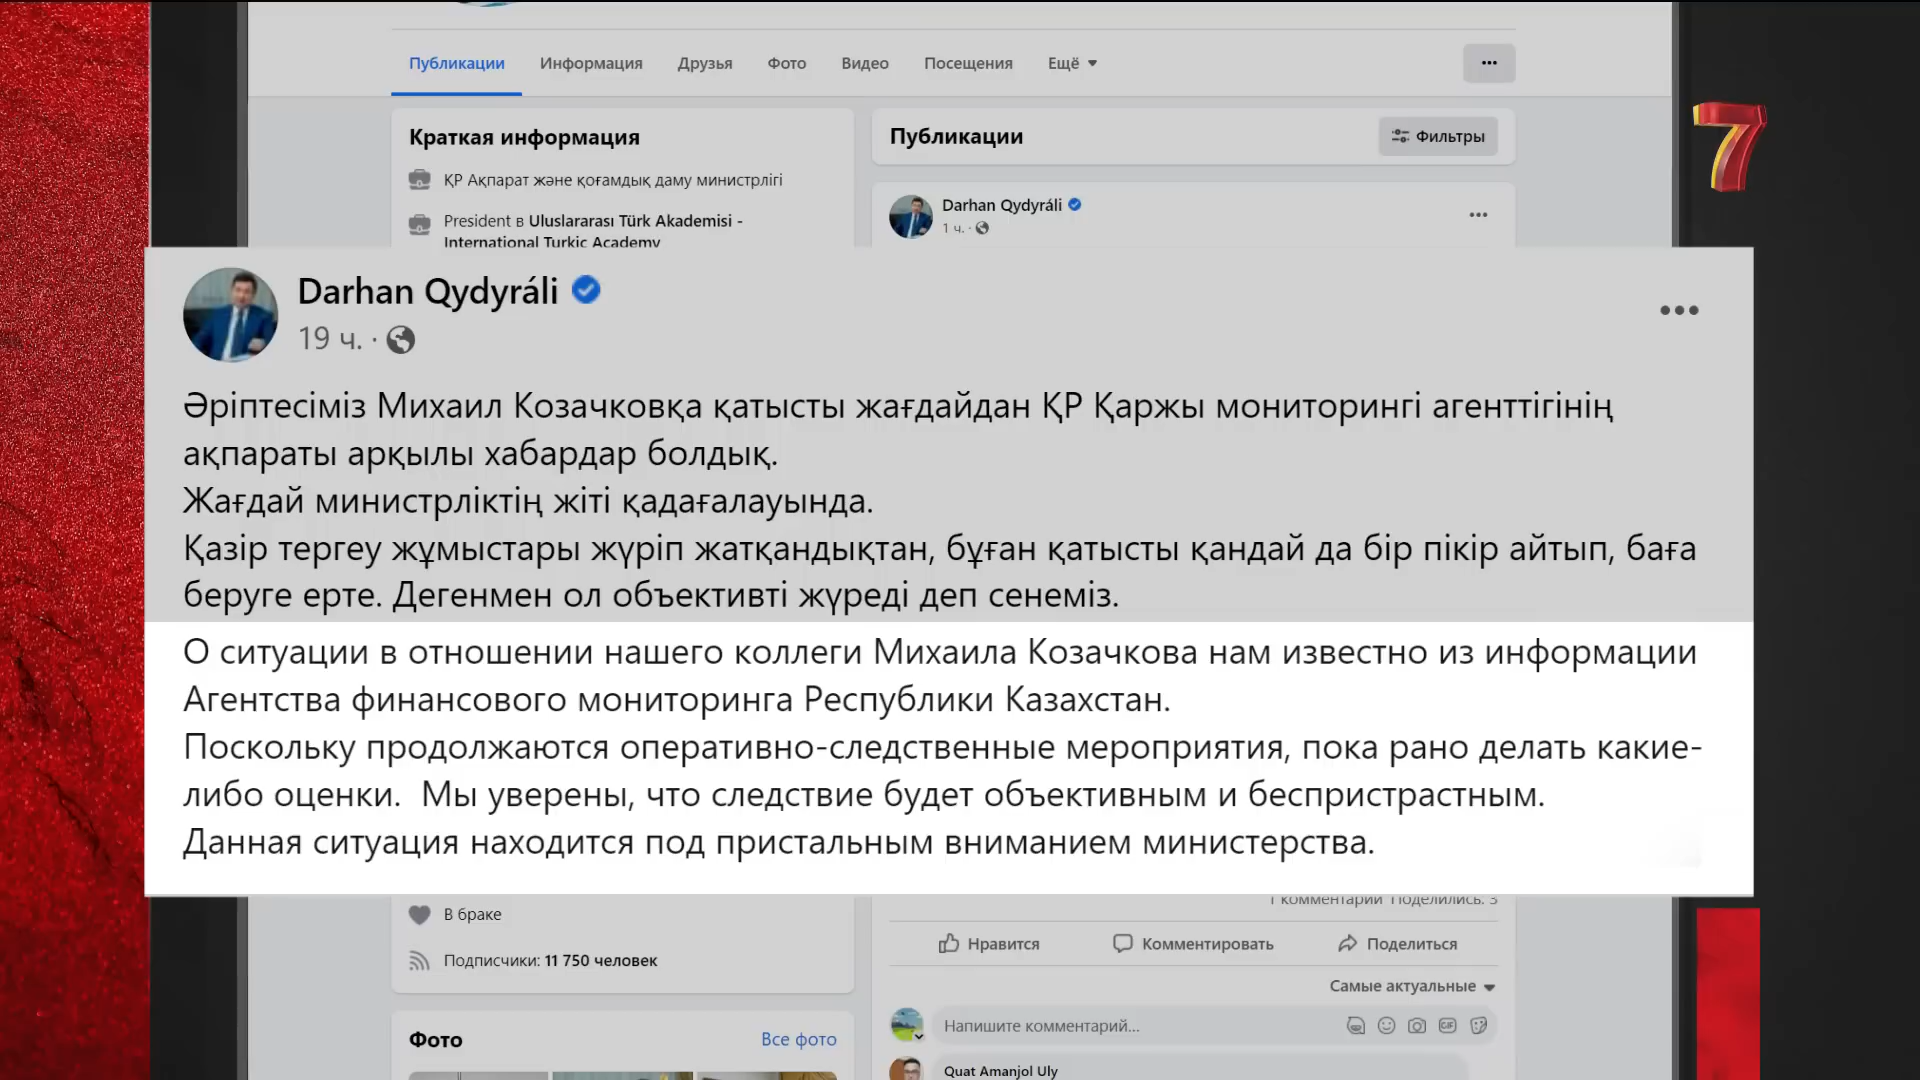 Публикации
Информация
Друзья
Фото
Видео
Посещения
Ещё
Краткая информация
ҚР Ақпарат және қоғамдық даму министрлігі
President в Uluslararası Türk Akademisi -
International Turkic Academy
Публикации
Фильтры
Darhan Qydyráli
1 ч. ·
7
Darhan Qydyráli
19 ч. ·
Әріптесіміз Михаил Козачковқа қатысты жағдайдан ҚР Қаржы мониторингі агенттігінің
ақпараты арқылы хабардар болдық.
Жағдай министрліктің жіті қадағалауында.
Қазір тергеу жұмыстары жүріп жатқандықтан, бұған қатысты қандай да бір пікір айтып, баға
беруге ерте. Дегенмен ол объективті жүреді деп сенеміз.
О ситуации в отношении нашего коллеги Михаила Козачкова нам известно из информации
Агентства финансового мониторинга Республики Казахстан.
Поскольку продолжаются оперативно-следственные мероприятия, пока рано делать какие-
либо оценки.  Мы уверены, что следствие будет объективным и беспристрастным.
Данная ситуация находится под пристальным вниманием министерства.
В браке
Подписчики: 11 750 человек
Фото
Все фото
1 комментарий Поделились: 3
Нравится
Комментировать
Поделиться
Самые актуальные
Напишите комментарий...
GIF
Quat Amanjol Uly